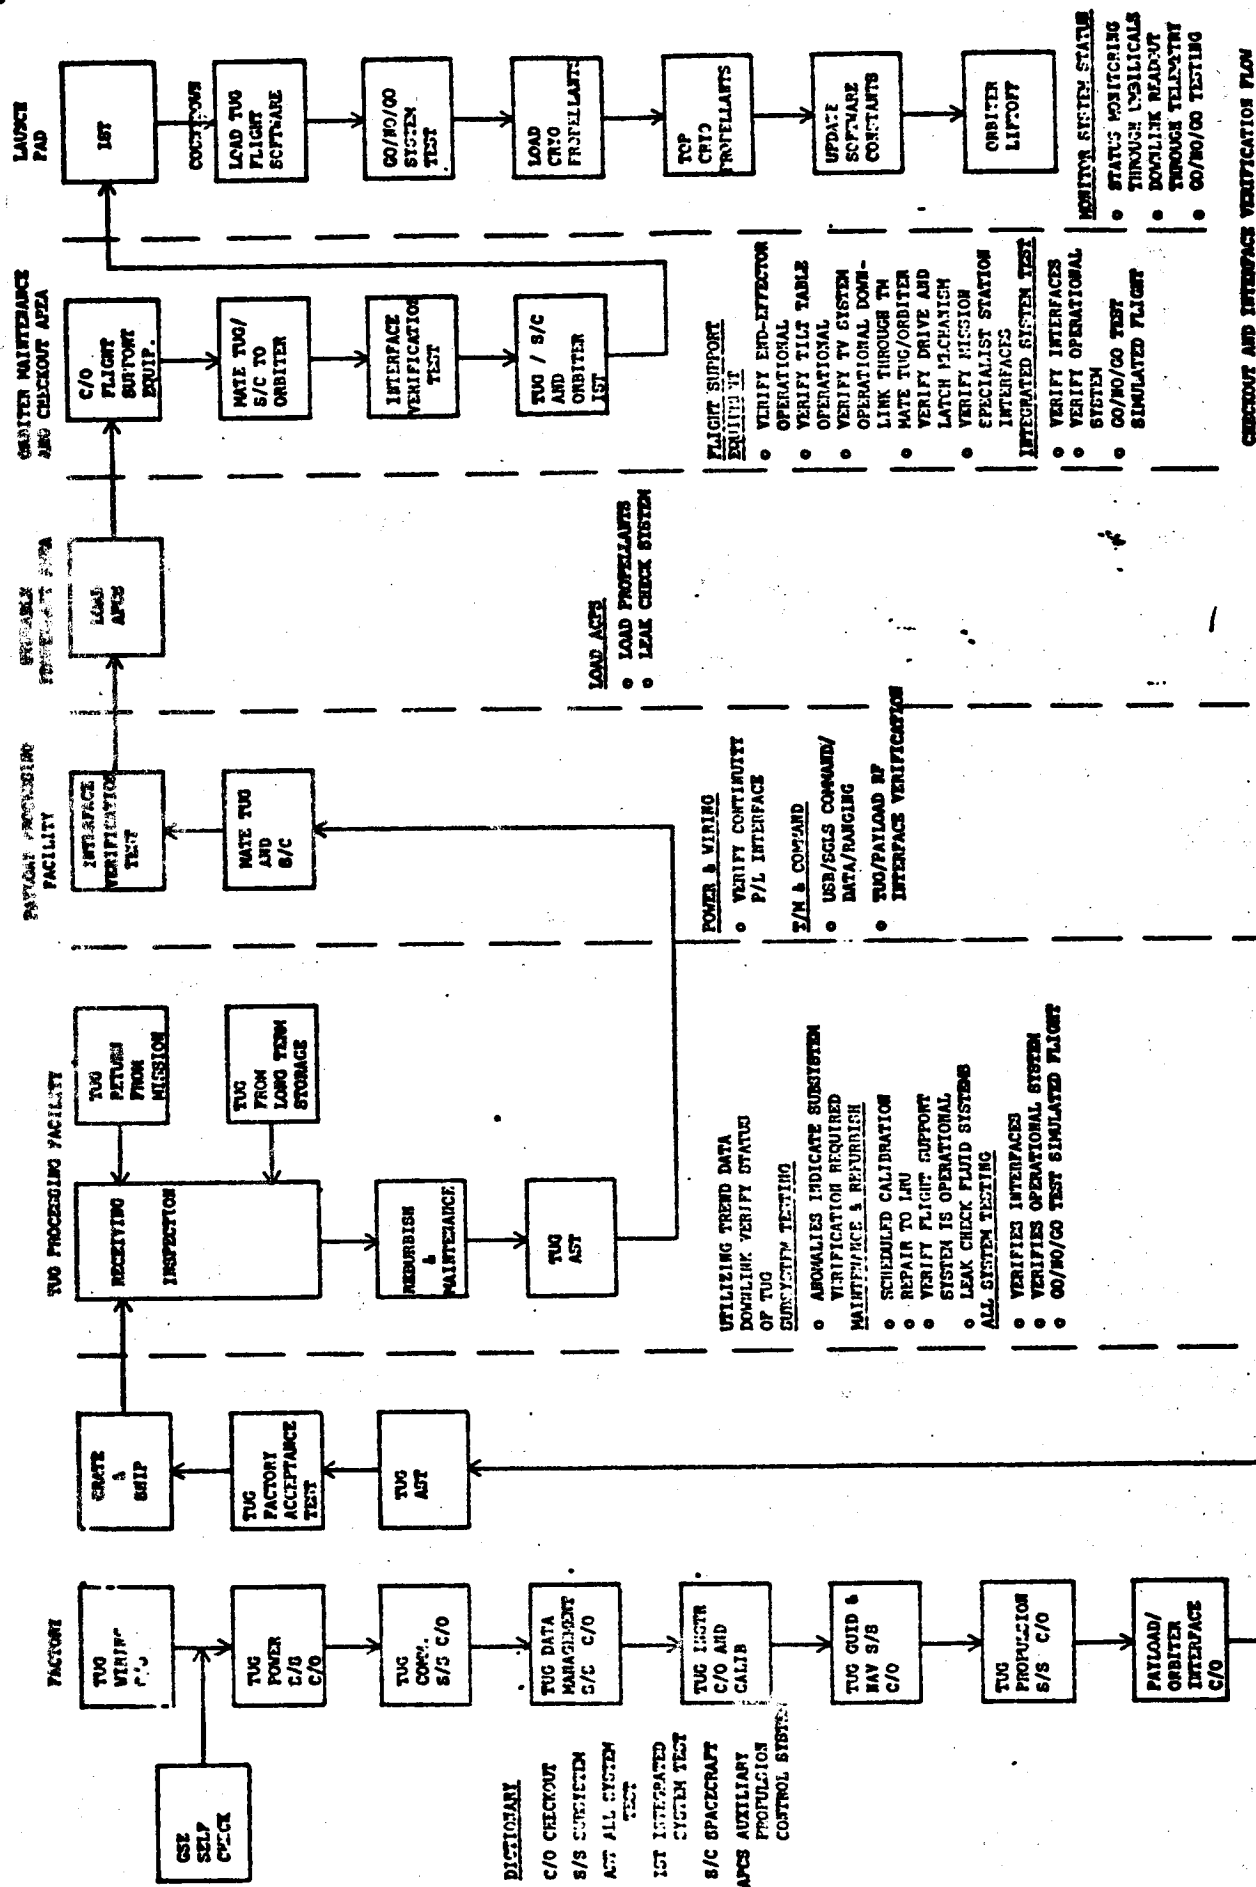 FACTORY
GSE
SELF
CHECK
TUG
WIRING
TUG
POWER
S/S
C/O
TUG
COMM.
S/S C/O
TUG DATA
MANAGEMENT
S/S C/O
TUG INSTR
C/O AND
CALIB
TUG GUID &
NAV S/S
C/O
TUG
PROPULSION
S/S C/O
PAYLOAD/
ORBITER
INTERFACE
C/O
DICTIONARY
C/O CHECKOUT
S/S SUBSYSTEM
AST ALL SYSTEM
TEST
IST INTEGRATED
SYSTEM TEST
S/C SPACECRAFT
APCS AUXILIARY
PROPULSION
CONTROL SYSTEM
CRATE
&
SHIP
TUG
FACTORY
ACCEPTANCE
TEST
TUG
AST
TUG PROCESSING FACILITY
RECEIVING
INSPECTION
TUG
RETURN
FROM
MISSION
TUG
FROM
LONG TERM
STORAGE
REBURBISH
&
MAINTENANCE
TUG
AST
UTILIZING TREND DATA
DOWNLINK VERIFY STATUS
OF TUG
SUBSYSTEM TESTING
o ANOMALIES INDICATE SUBSYSTEM
VERIFICATION REQUIRED
MAINTENANCE & REFURBISH
o SCHEDULED CALIBRATION
o REPAIR TO LRU
o VERIFY FLIGHT SUPPORT
SYSTEM IS OPERATIONAL
o LEAK CHECK FLUID SYSTEMS
ALL SYSTEM TESTING
o VERIFIES INTERFACES
o VERIFIES OPERATIONAL SYSTEM
o GO/NO/GO TEST SIMULATED FLIGHT
PAYLOAD PROCESSING
FACILITY
INTERFACE
VERIFICATION
TEST
MATE TUG
AND
S/C
POWER & WIRING
o VERIFY CONTINUITY
P/L INTERFACE
T/M & COMMAND
o USB/SGLS COMMAND/
DATA/RANGING
o TUG/PAYLOAD RF
INTERFACE VERIFICATION
AREA
LOAD
APCS
LOAD ACPS
o LOAD PROPELLANTS
o LEAK CHECK SYSTEM
ORBITER MAINTENANCE
AND CHECKOUT AREA
C/O
FLIGHT
SUPPORT
EQUIP.
MATE TUG/
S/C TO
ORBITER
INTERFACE
VERIFICATION
TEST
TUG / S/C
AND
ORBITER
IST
FLIGHT SUPPORT
EQUIPMENT
o VERIFY END-EFFECTOR
OPERATIONAL
o VERIFY TILT TABLE
OPERATIONAL
o VERIFY TV SYSTEM
OPERATIONAL DOWN-
LINK THROUGH TM
o MATE TUG/ORBITER
o VERIFY DRIVE AND
LATCH MECHANISM
o VERIFY MISSION
SPECIALIST STATION
INTERFACES
INTEGRATED SYSTEM TEST
o VERIFY INTERFACES
o VERIFY OPERATIONAL
SYSTEM
o GO/NO/GO TEST
SIMULATED FLIGHT
LAUNCH
PAD
IST
COUNTDOWN
LOAD TUG
FLIGHT
SOFTWARE
GO/NO/GO
SYSTEM
TEST
LOAD
CRYO
PROPELLANTS
TOP
CRYO
PROPELLANTS
UPDATE
SOFTWARE
CONSTANTS
ORBITER
LIFTOFF
MONITOR SYSTEM STATUS
o STATUS MONITORING
THROUGH UMBILICALS
o DOWNLINK READOUT
THROUGH TELEMETRY
o GO/NO/GO TESTING
CHECKOUT AND INTERFACE VERIFICATION FLOW